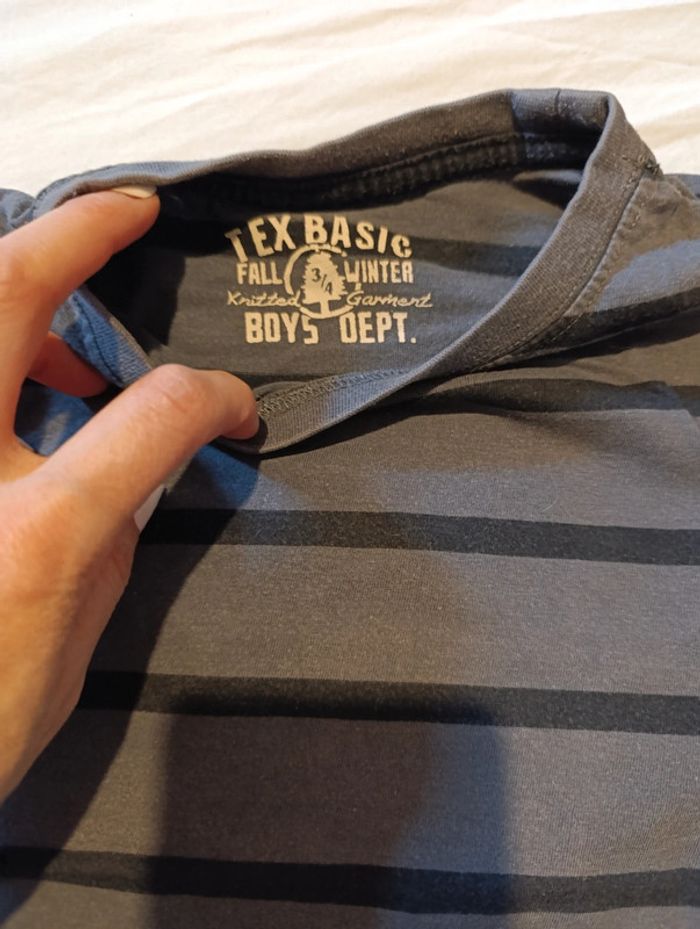 TEX BASIC
FALL 3/4 WINTER
Knitted & Garment
BOYS DEPT.